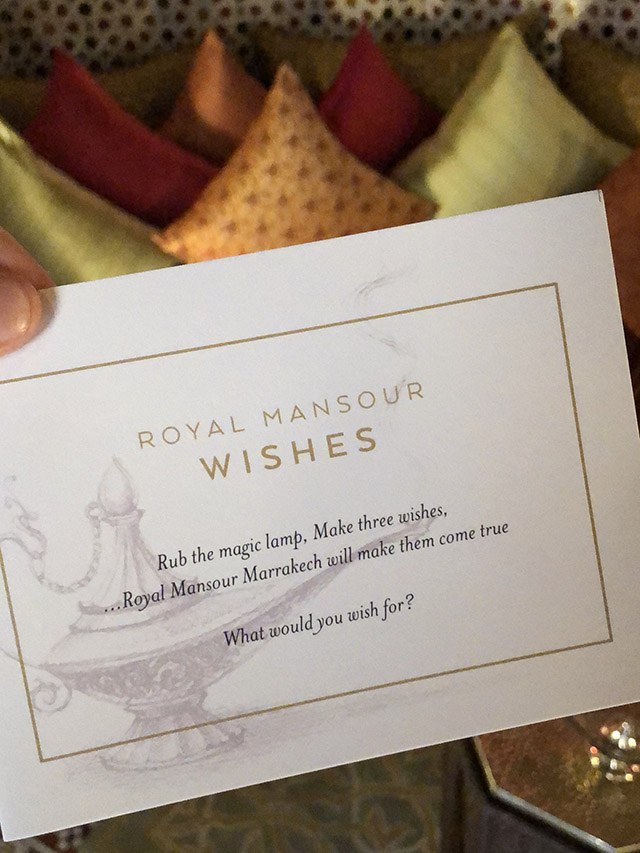 ROYAL MANSOUR
WISHES
Rub the magic lamp, Make three wishes,
...Royal Mansour Marrakech will make them come true
What would you wish for?